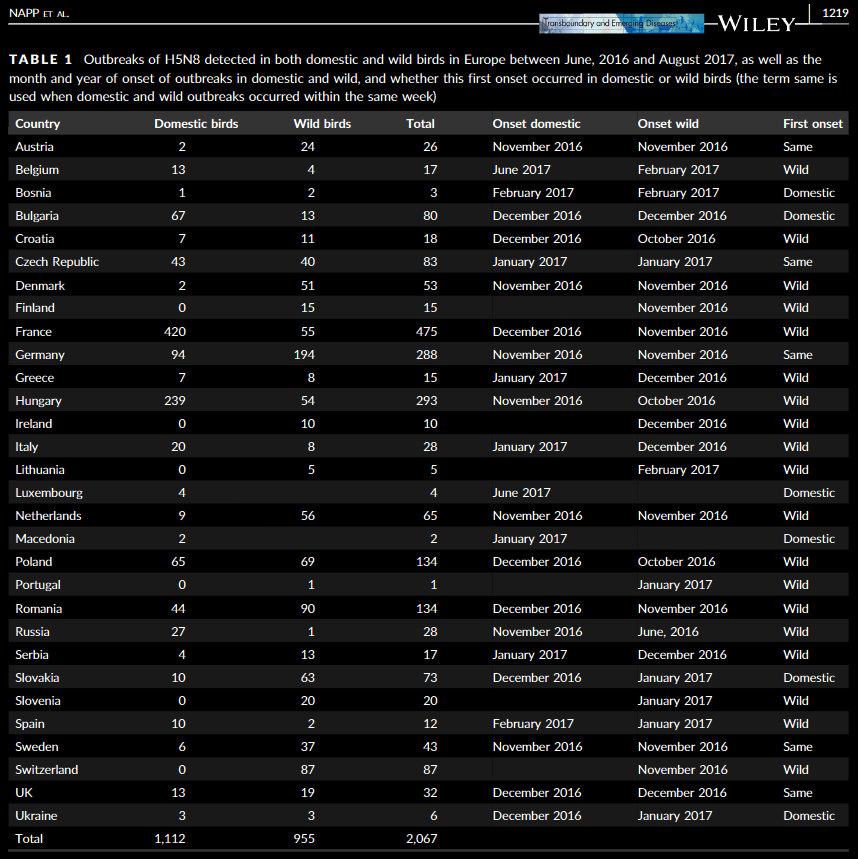 NAPP ET AL.
Transboundary and Emerging Diseases
WILEY
1219
TABLE 1 Outbreaks of H5N8 detected in both domestic and wild birds in Europe between June, 2016 and August 2017, as well as the
month and year of onset of outbreaks in domestic and wild, and whether this first onset occurred in domestic or wild birds (the term same is
used when domestic and wild outbreaks occurred within the same week)
Country Domestic birds Wild birds Total Onset domestic Onset wild First onset
Austria 2 24 26 November 2016 November 2016 Same
Belgium 13 4 17 June 2017 February 2017 Wild
Bosnia 1 2 3 February 2017 February 2017 Domestic
Bulgaria 67 13 80 December 2016 December 2016 Domestic
Croatia 7 11 18 December 2016 October 2016 Wild
Czech Republic 43 40 83 January 2017 January 2017 Same
Denmark 2 51 53 November 2016 November 2016 Wild
Finland 0 15 15 November 2016 Wild
France 420 55 475 December 2016 November 2016 Wild
Germany 94 194 288 November 2016 November 2016 Same
Greece 7 8 15 January 2017 December 2016 Wild
Hungary 239 54 293 November 2016 October 2016 Wild
Ireland 0 10 10 December 2016 Wild
Italy 20 8 28 January 2017 December 2016 Wild
Lithuania 0 5 5 February 2017 Wild
Luxembourg 4 4 June 2017 Domestic
Netherlands 9 56 65 November 2016 November 2016 Wild
Macedonia 2 2 January 2017 Domestic
Poland 65 69 134 December 2016 October 2016 Wild
Portugal 0 1 1 January 2017 Wild
Romania 44 90 134 December 2016 November 2016 Wild
Russia 27 1 28 November 2016 June, 2016 Wild
Serbia 4 13 17 January 2017 December 2016 Wild
Slovakia 10 63 73 December 2016 January 2017 Domestic
Slovenia 0 20 20 January 2017 Wild
Spain 10 2 12 February 2017 January 2017 Wild
Sweden 6 37 43 November 2016 November 2016 Same
Switzerland 0 87 87 November 2016 Wild
UK 13 19 32 December 2016 December 2016 Same
Ukraine 3 3 6 December 2016 January 2017 Domestic
Total 1,112 955 2,067